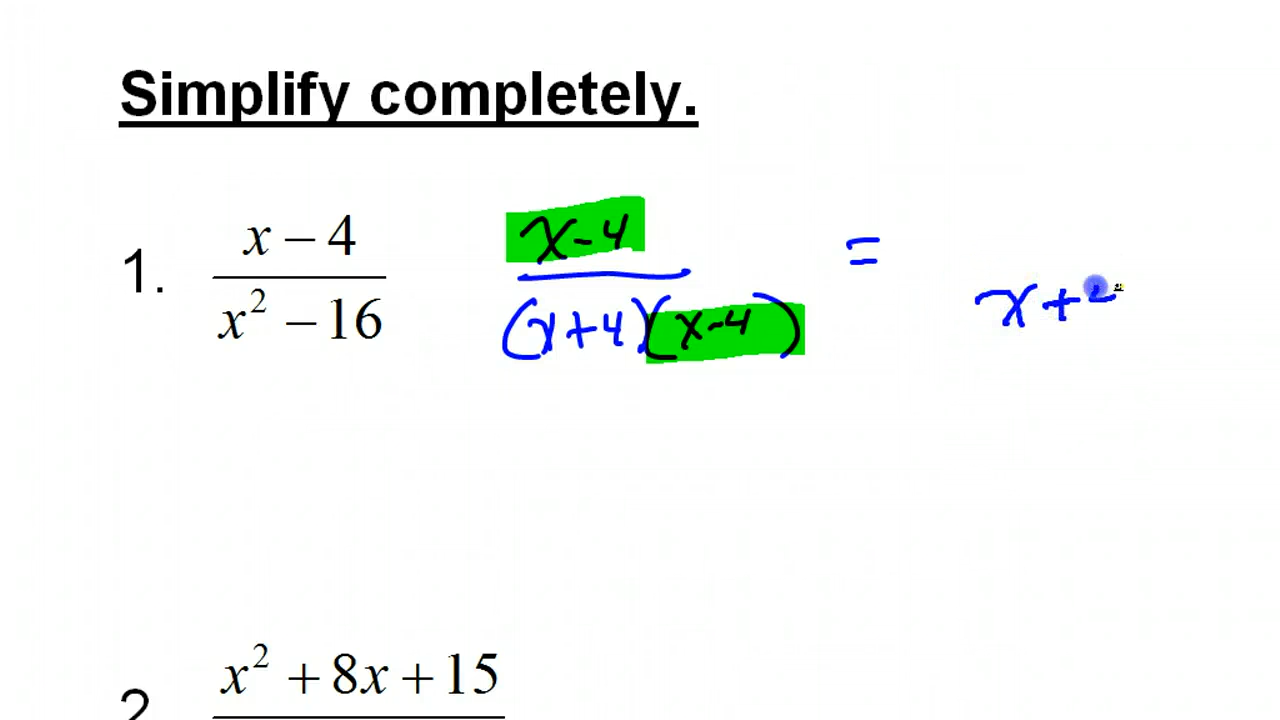 Simplify completely.
1. x − 4 / x² − 16 x-4 / (x+4)(x-4) =
x+
2. x² + 8x + 15